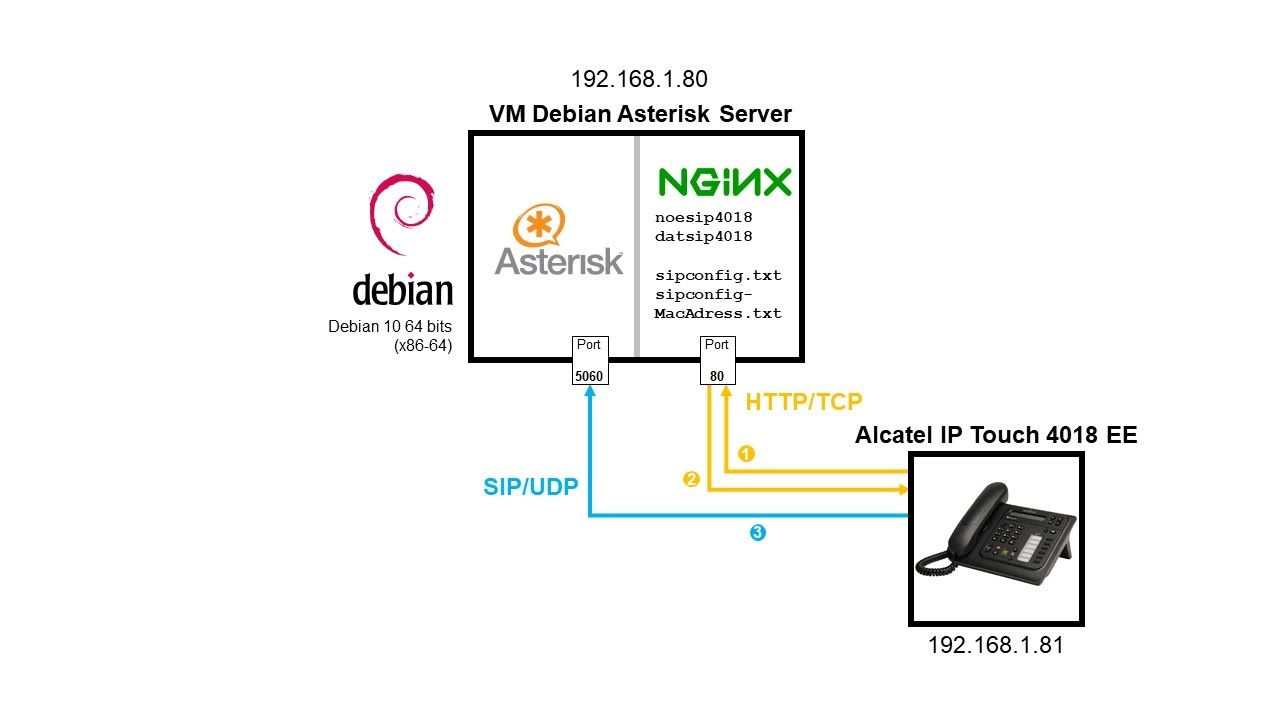 192.168.1.80
VM Debian Asterisk Server
NGiNX
noesip4018
datsip4018
Asterisk
sipconfig.txt
sipconfig-
MacAdress.txt
debian
Debian 10 64 bits
(x86-64)
Port
5060
Port
80
HTTP/TCP
Alcatel IP Touch 4018 EE
1
2
SIP/UDP
3
192.168.1.81